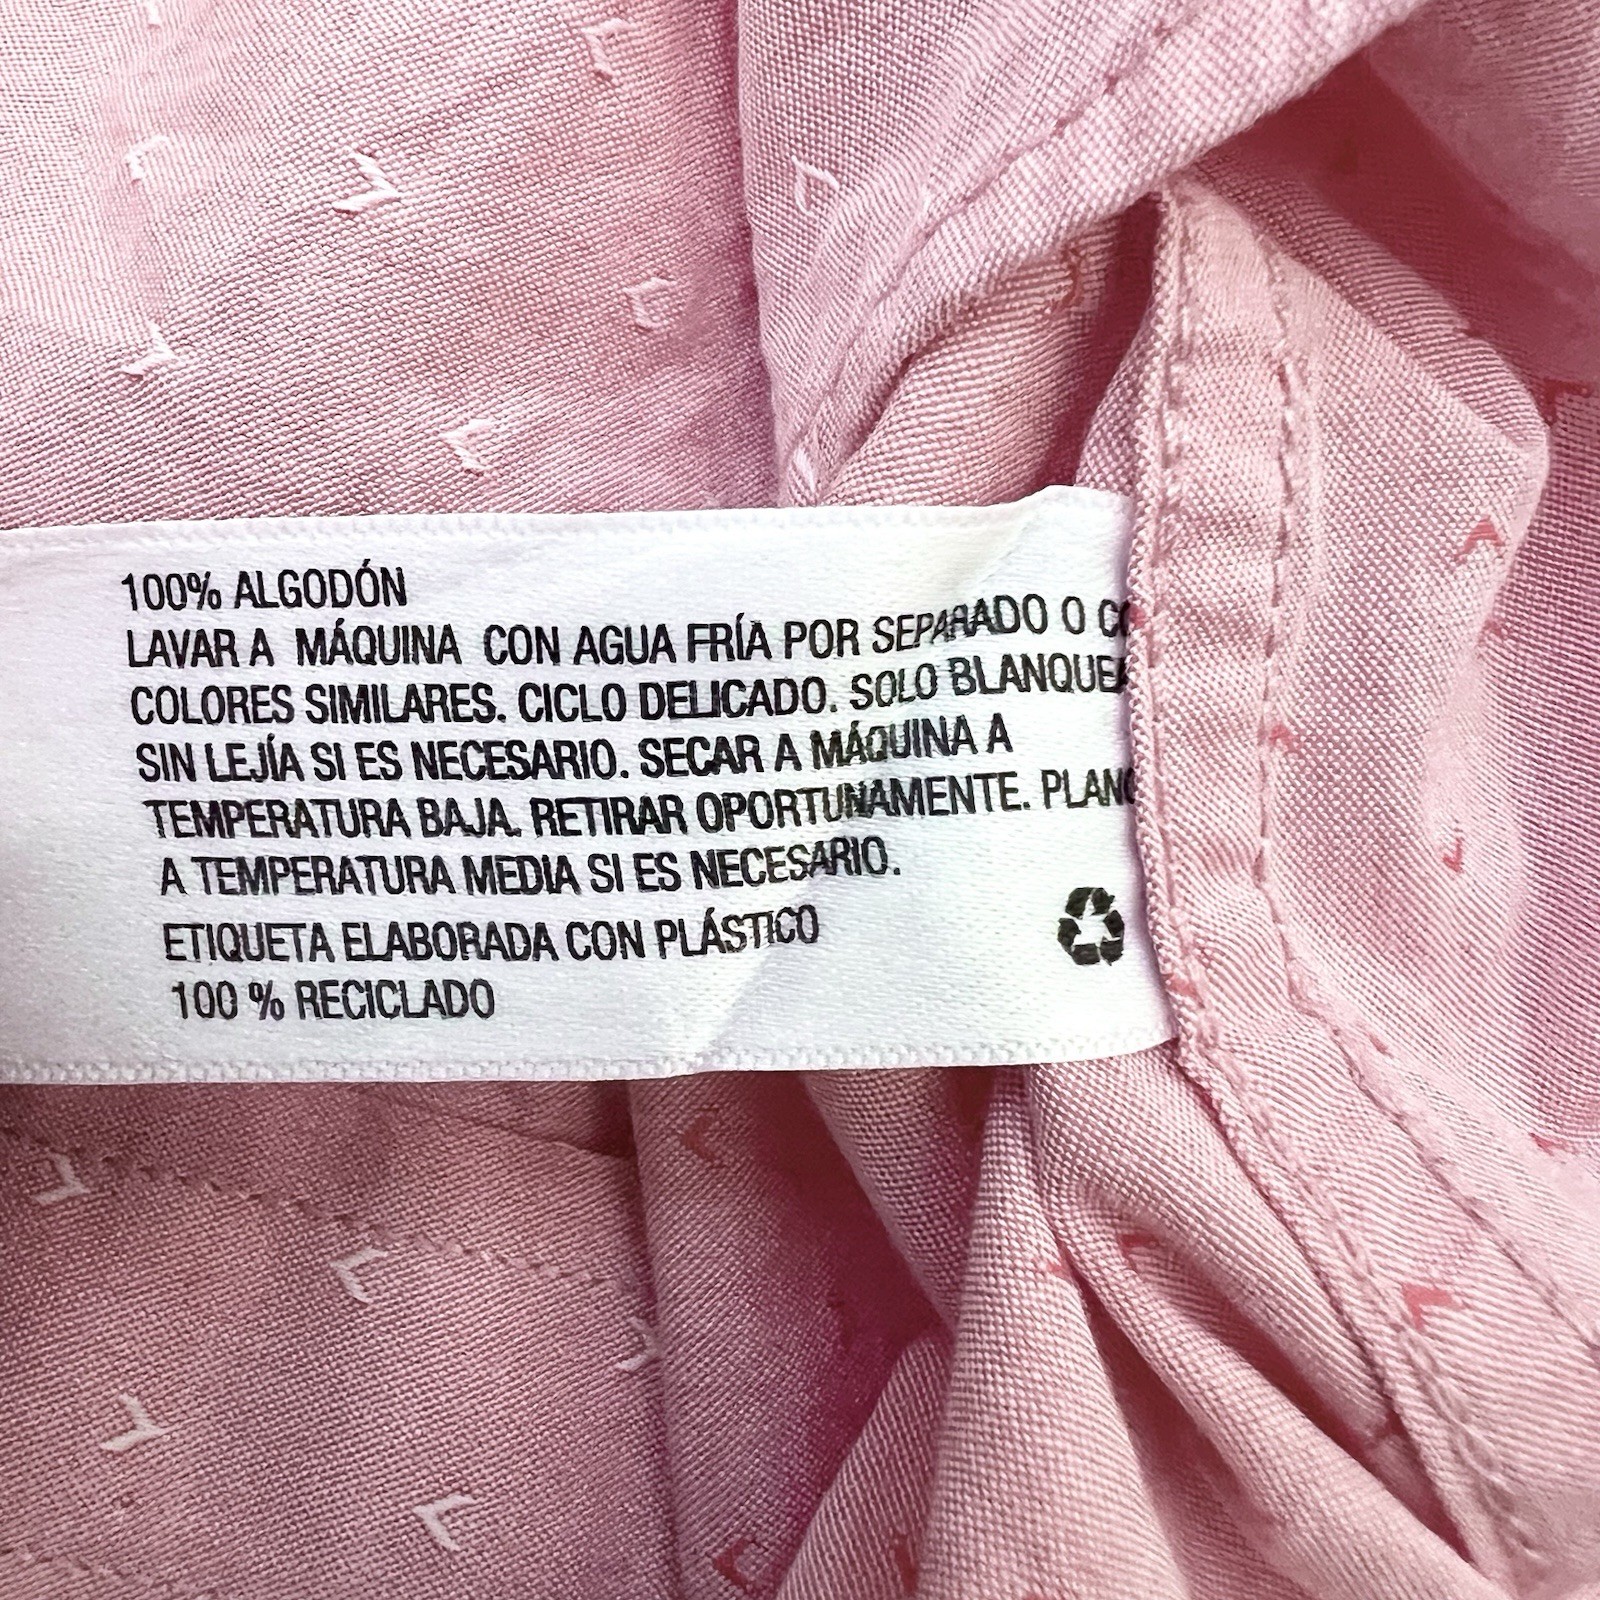 100% ALGODÓN
LAVAR A MÁQUINA CON AGUA FRÍA POR SEPARADO O
COLORES SIMILARES. CICLO DELICADO. SOLO
SIN LEJÍA SI ES NECESARIO. SECAR A MÁQUINA A
TEMPERATURA BAJA. RETIRAR OPORTUNAMENTE.
A TEMPERATURA MEDIA SI ES NECESARIO.
ETIQUETA ELABORADA CON PLÁSTICO
100 % RECICLADO